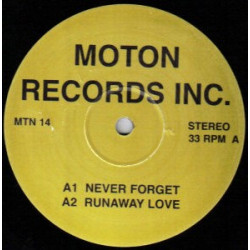 MOTON
RECORDS INC.
MTN 14
STEREO
33 RPM A
A1 NEVER FORGET
A2 RUNAWAY LOVE